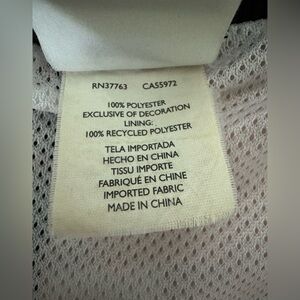 RN37763 CA55972
100% POLYESTER
EXCLUSIVE OF DECORATION
LINING:
100% RECYCLED POLYESTER
TELA IMPORTADA
HECHO EN CHINA
TISSU IMPORTE
FABRIQUÉ EN CHINE
IMPORTED FABRIC
MADE IN CHINA